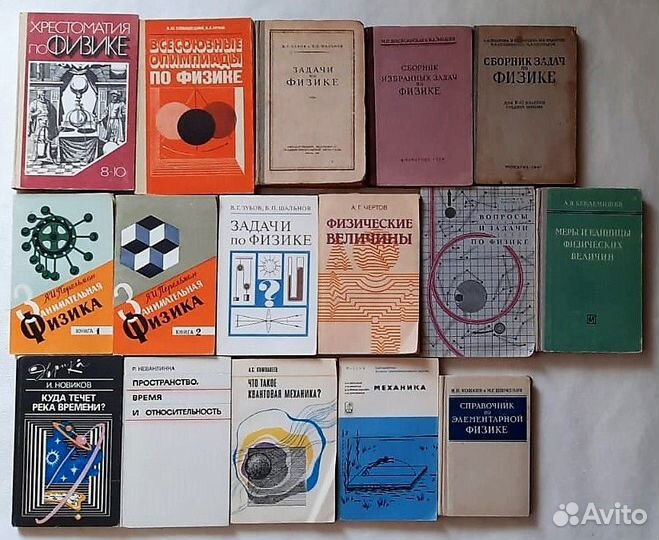 ХРЕСТОМАТИЯ
ПО ФИЗИКЕ
8-10
ВСЕСОЮЗНЫЕ
ОЛИМПИАДЫ
ПО ФИЗИКЕ
ЗАДАЧИ
ПО
ФИЗИКЕ
СБОРНИК
ИЗБРАННЫХ ЗАДАЧ
ПО
ФИЗИКЕ
СБОРНИК ЗАДАЧ
ПО
ФИЗИКЕ
Я.И.Перельман
ЗАНИМАТЕЛЬНАЯ
ФИЗИКА
КНИГА 1
Я.И.Перельман
ЗАНИМАТЕЛЬНАЯ
ФИЗИКА
КНИГА 2
В.Г.ЗУБОВ, В.П.ШАЛЬНОВ
ЗАДАЧИ
ПО ФИЗИКЕ
А.Г.ЧЕРТОВ
ФИЗИЧЕСКИЕ
ВЕЛИЧИНЫ
ВОПРОСЫ
И ЗАДАЧИ
ПО ФИЗИКЕ
МЕРЫ И ЕДИНИЦЫ
ФИЗИЧЕСКИХ
ВЕЛИЧИН
Эврика
И. НОВИКОВ
КУДА ТЕЧЕТ
РЕКА ВРЕМЕНИ?
Р. НЕВАНЛИННА
ПРОСТРАНСТВО,
ВРЕМЯ
И ОТНОСИТЕЛЬНОСТЬ
А.С. КОМПАНЕЕЦ
ЧТО ТАКОЕ
КВАНТОВАЯ МЕХАНИКА?
МЕХАНИКА
СПРАВОЧНИК ПО
ЭЛЕМЕНТАРНОЙ
ФИЗИКЕ
Avito